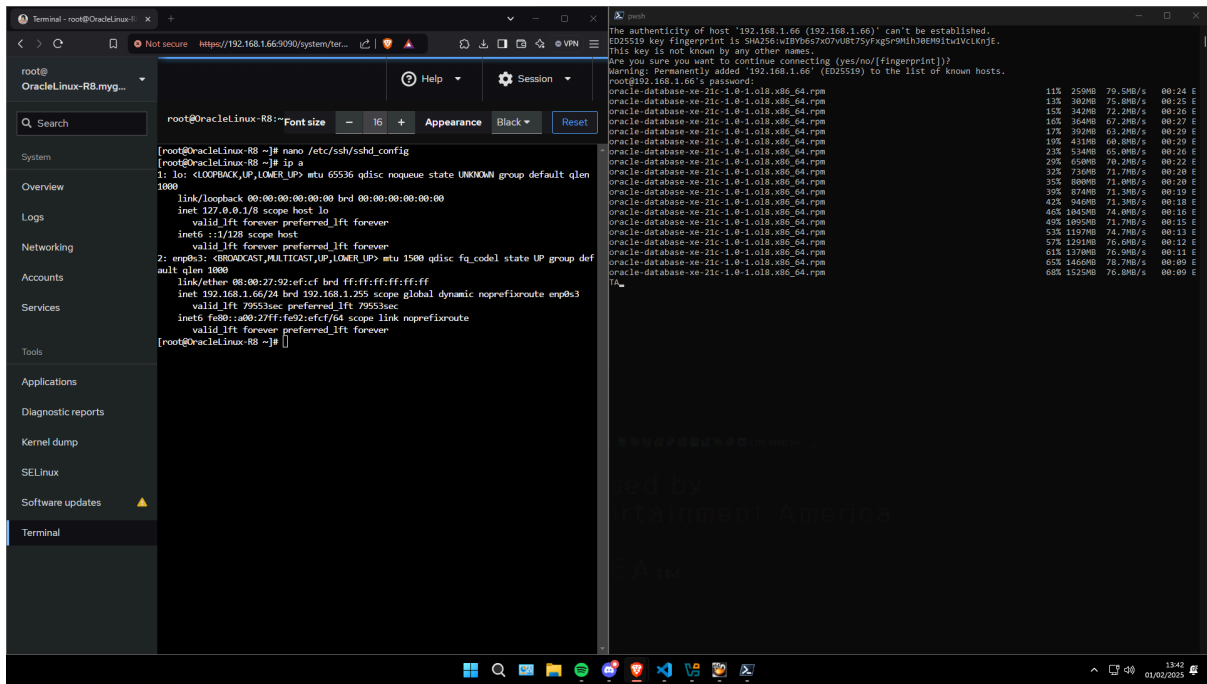 Terminal - root@OracleLinux-R8
Not secure https://192.168.1.66:9090/system/ter...
VPN
root@
OracleLinux-R8.myg...
Help
Session
Search
root@OracleLinux-R8:~
Font size
16
Appearance
Black
Reset
System
Overview
Logs
Networking
Accounts
Services
Tools
Applications
Diagnostic reports
Kernel dump
SELinux
Software updates
Terminal
[root@OracleLinux-R8 ~]# nano /etc/ssh/sshd_config
[root@OracleLinux-R8 ~]# ip a
1: lo: <LOOPBACK,UP,LOWER_UP> mtu 65536 qdisc noqueue state UNKNOWN group default qlen
1000
link/loopback 00:00:00:00:00:00 brd 00:00:00:00:00:00
inet 127.0.0.1/8 scope host lo
valid_lft forever preferred_lft forever
inet6 ::1/128 scope host
valid_lft forever preferred_lft forever
2: enp0s3: <BROADCAST,MULTICAST,UP,LOWER_UP> mtu 1500 qdisc fq_codel state UP group def
ault qlen 1000
link/ether 08:00:27:92:ef:cf brd ff:ff:ff:ff:ff:ff
inet 192.168.1.66/24 brd 192.168.1.255 scope global dynamic noprefixroute enp0s3
valid_lft 79553sec preferred_lft 79553sec
inet6 fe80::a00:27ff:fe92:efcf/64 scope link noprefixroute
valid_lft forever preferred_lft forever
[root@OracleLinux-R8 ~]#
pwsh
The authenticity of host '192.168.1.66 (192.168.1.66)' can't be established.
ED25519 key fingerprint is SHA256:wIBYb6s7xO7vU8t7SyFxgSr9MihJ0EM9itw1VcLKnjE.
This key is not known by any other names.
Are you sure you want to continue connecting (yes/no/[fingerprint])?
Warning: Permanently added '192.168.1.66' (ED25519) to the list of known hosts.
root@192.168.1.66's password:
oracle-database-xe-21c-1.0-1.ol8.x86_64.rpm 11% 259MB 79.5MB/s 00:24 E
oracle-database-xe-21c-1.0-1.ol8.x86_64.rpm 13% 302MB 75.8MB/s 00:25 E
oracle-database-xe-21c-1.0-1.ol8.x86_64.rpm 15% 342MB 72.2MB/s 00:26 E
oracle-database-xe-21c-1.0-1.ol8.x86_64.rpm 16% 364MB 67.2MB/s 00:27 E
oracle-database-xe-21c-1.0-1.ol8.x86_64.rpm 17% 392MB 63.2MB/s 00:29 E
oracle-database-xe-21c-1.0-1.ol8.x86_64.rpm 19% 431MB 60.8MB/s 00:29 E
oracle-database-xe-21c-1.0-1.ol8.x86_64.rpm 23% 534MB 65.0MB/s 00:26 E
oracle-database-xe-21c-1.0-1.ol8.x86_64.rpm 29% 650MB 70.2MB/s 00:22 E
oracle-database-xe-21c-1.0-1.ol8.x86_64.rpm 32% 736MB 71.7MB/s 00:20 E
oracle-database-xe-21c-1.0-1.ol8.x86_64.rpm 35% 800MB 71.0MB/s 00:20 E
oracle-database-xe-21c-1.0-1.ol8.x86_64.rpm 39% 874MB 71.3MB/s 00:19 E
oracle-database-xe-21c-1.0-1.ol8.x86_64.rpm 42% 946MB 71.3MB/s 00:18 E
oracle-database-xe-21c-1.0-1.ol8.x86_64.rpm 46% 1045MB 74.0MB/s 00:16 E
oracle-database-xe-21c-1.0-1.ol8.x86_64.rpm 49% 1095MB 71.7MB/s 00:15 E
oracle-database-xe-21c-1.0-1.ol8.x86_64.rpm 53% 1197MB 74.7MB/s 00:13 E
oracle-database-xe-21c-1.0-1.ol8.x86_64.rpm 57% 1291MB 76.6MB/s 00:12 E
oracle-database-xe-21c-1.0-1.ol8.x86_64.rpm 61% 1370MB 76.9MB/s 00:11 E
oracle-database-xe-21c-1.0-1.ol8.x86_64.rpm 65% 1466MB 78.7MB/s 00:09 E
oracle-database-xe-21c-1.0-1.ol8.x86_64.rpm 68% 1525MB 76.8MB/s 00:09 E
TA
by
America
13:42
01/02/2025